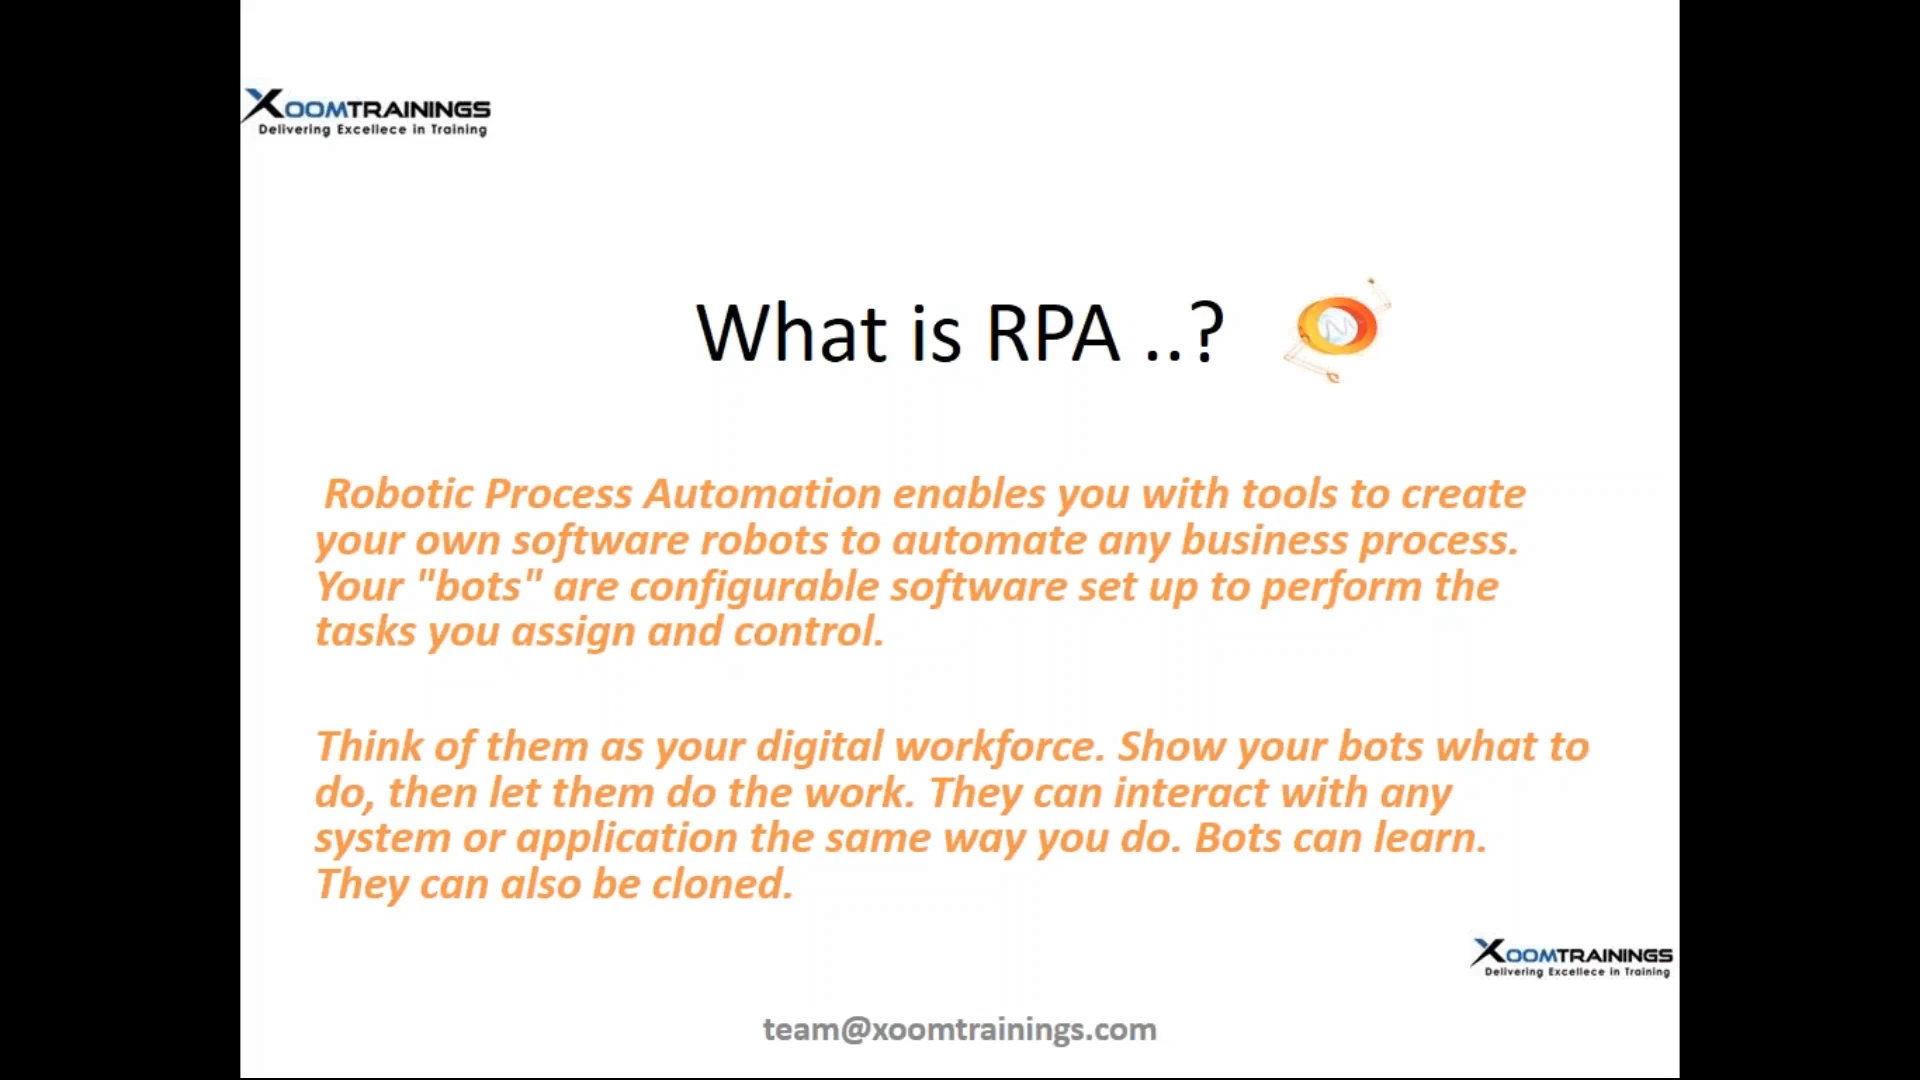 XOOMTRAININGS
Delivering Excellece in Training
What is RPA ..?
Robotic Process Automation enables you with tools to create
your own software robots to automate any business process.
Your "bots" are configurable software set up to perform the
tasks you assign and control.
Think of them as your digital workforce. Show your bots what to
do, then let them do the work. They can interact with any
system or application the same way you do. Bots can learn.
They can also be cloned.
XOOMTRAININGS
Delivering Excellece in Training
team@xoomtrainings.com